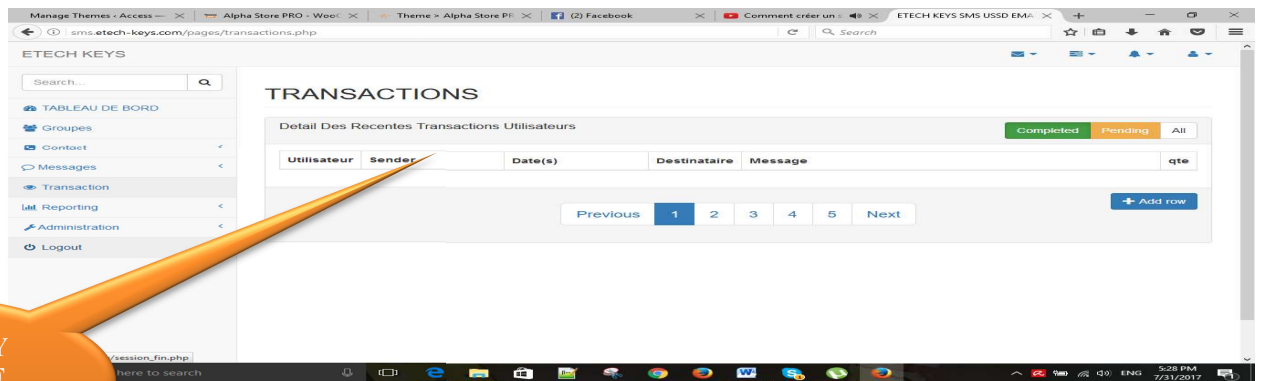 Manage Themes ‹ Access —
Alpha Store PRO - Woo
Theme > Alpha Store PR
(2) Facebook
Comment créer un s
ETECH KEYS SMS USSD EMA
sms.etech-keys.com/pages/transactions.php
Search
ETECH KEYS
Search...
TABLEAU DE BORD
Groupes
Contact
Messages
Transaction
Reporting
Administration
Logout
TRANSACTIONS
Detail Des Recentes Transactions Utilisateurs
Completed Pending All
Utilisateur Sender Date(s) Destinataire Message qte
Previous 1 2 3 4 5 Next
+ Add row
/session_fin.php
here to search
ENG
5:28 PM
7/31/2017